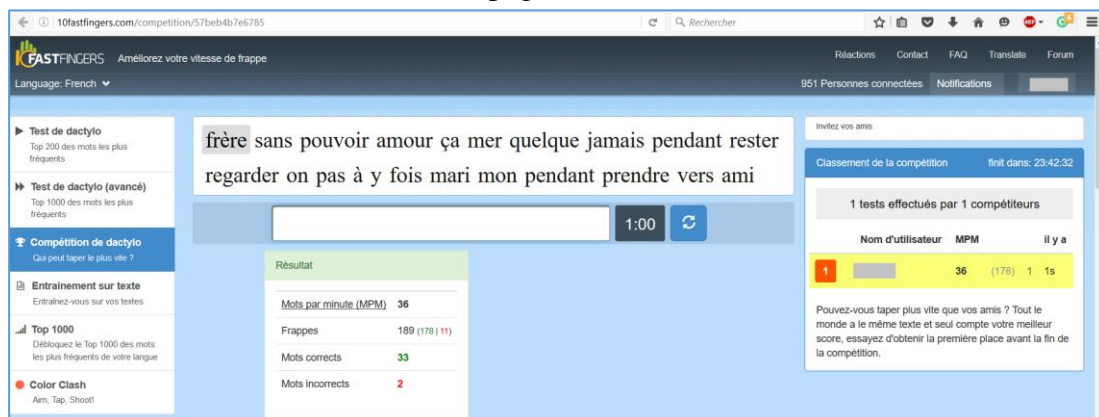 10fastfingers.com/competition/57beb4b7e6785
Rechercher
FASTFINGERS Améliorez votre vitesse de frappe
Réactions Contact FAQ Translate Forum
Language: French
951 Personnes connectées Notifications
Test de dactylo
Top 200 des mots les plus
fréquents
Test de dactylo (avancé)
Top 1000 des mots les plus
fréquents
Compétition de dactylo
Qui peut taper le plus vite ?
Entrainement sur texte
Entraînez-vous sur vos textes
Top 1000
Débloquez le Top 1000 des mots
les plus fréquents de votre langue
Color Clash
Aim, Tap, Shoot!
frère sans pouvoir amour ça mer quelque jamais pendant rester
regarder on pas à y fois mari mon pendant prendre vers ami
1:00
Résultat
Mots par minute (MPM) 36
Frappes 189 (178 | 11)
Mots corrects 33
Mots incorrects 2
Invitez vos amis:
Classement de la compétition finit dans: 23:42:32
1 tests effectués par 1 compétiteurs
Nom d'utilisateur MPM il y a
1 36 (178) 1 1s
Pouvez-vous taper plus vite que vos amis ? Tout le
monde a le même texte et seul compte votre meilleur
score, essayez d'obtenir la première place avant la fin de
la compétition.